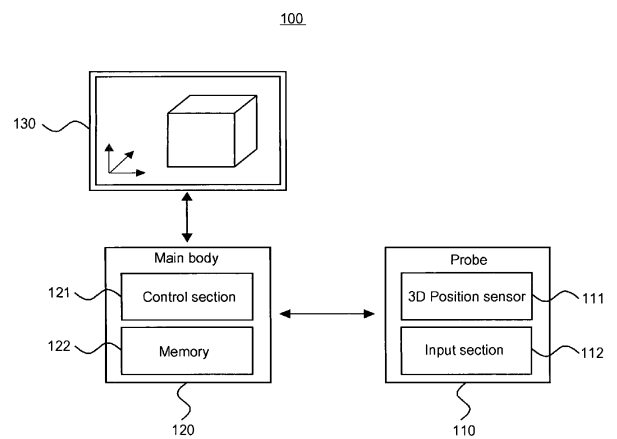 100
130
Main body
121
Control section
122
Memory
120
Probe
3D Position sensor
111
Input section
112
110